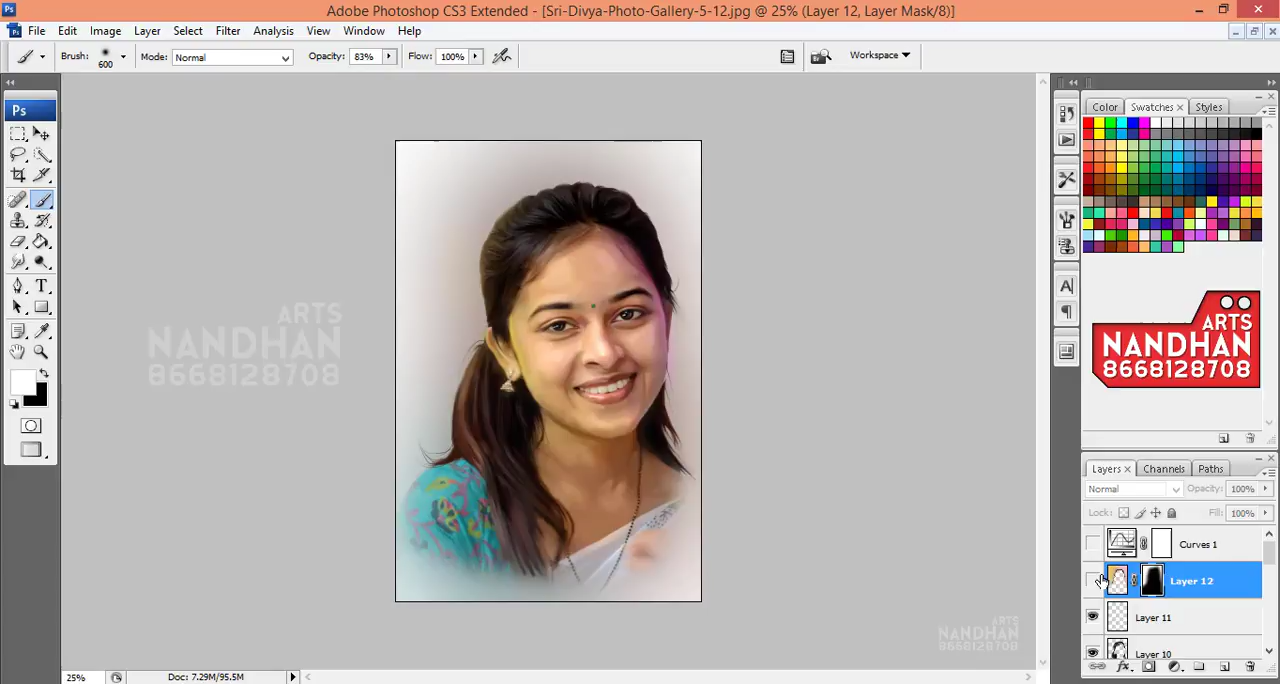 Adobe Photoshop CS3 Extended - [Sri-Divya-Photo-Gallery-5-12.jpg @ 25% (Layer 12, Layer Mask/8)]
File Edit Image Layer Select Filter Analysis View Window Help
Brush: 600 Mode: Normal Opacity: 83% Flow: 100% Workspace
Ps
Color Swatches Styles
ARTS
NANDHAN
8668128708
ARTS
NANDHAN
8668128708
Layers Channels Paths
Normal Opacity: 100%
Lock: Fill: 100%
Curves 1
Layer 12
Layer 11
Layer 10
ARTS
NANDHAN
8668128708
25% Doc: 7.29M/95.5M